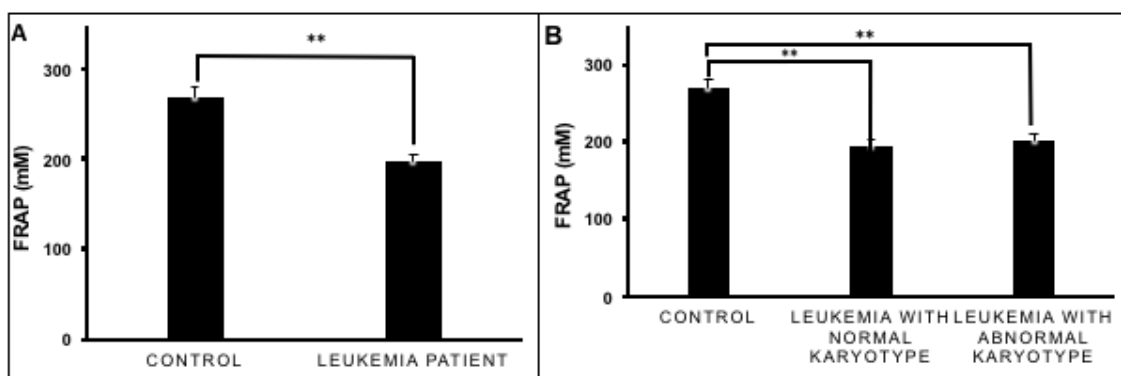 A
**
FRAP (mM)
300
200
100
0
CONTROL
LEUKEMIA PATIENT
B
**
**
FRAP (mM)
300
200
100
0
CONTROL
LEUKEMIA WITH
NORMAL
KARYOTYPE
LEUKEMIA WITH
ABNORMAL
KARYOTYPE